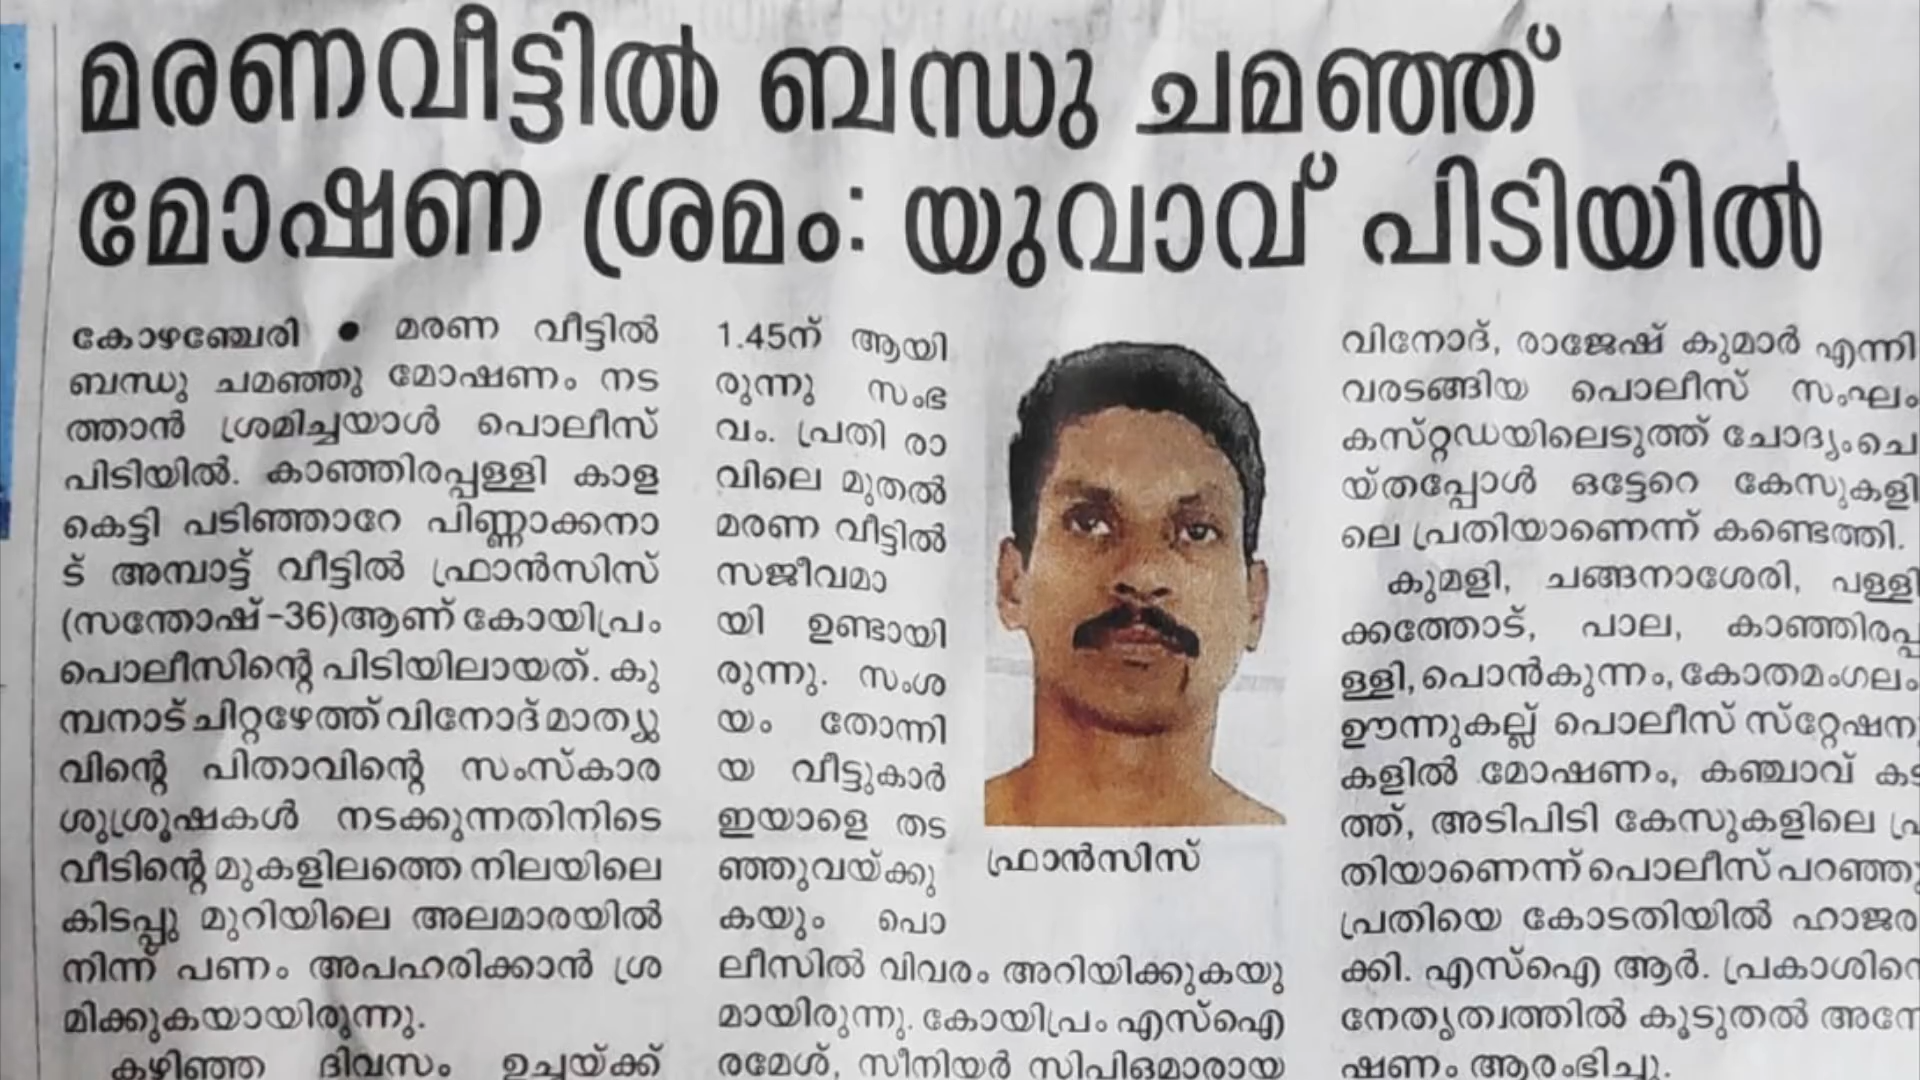 മരണവീട്ടിൽ ബന്ധു ചമഞ്ഞ്
മോഷണ ശ്രമം: യുവാവ് പിടിയിൽ
കോഴഞ്ചേരി ● മരണ വീട്ടിൽ
ബന്ധു ചമഞ്ഞു മോഷണം നട
ത്താൻ ശ്രമിച്ചയാൾ പൊലീസ്
പിടിയിൽ. കാഞ്ഞിരപ്പള്ളി കാള
കെട്ടി പടിഞ്ഞാറേ പിണ്ണാക്കനാ
ട് അമ്പാട്ട് വീട്ടിൽ ഫ്രാൻസിസ്
(സന്തോഷ്-36)ആണ് കോയിപ്രം
പൊലീസിന്റെ പിടിയിലായത്. കു
മ്പനാട് ചിറ്റഴേത്ത് വിനോദ് മാത്യു
വിന്റെ പിതാവിന്റെ സംസ്കാര
ശുശ്രൂഷകൾ നടക്കുന്നതിനിടെ
വീടിന്റെ മുകളിലത്തെ നിലയിലെ
കിടപ്പു മുറിയിലെ അലമാരയിൽ
നിന്ന് പണം അപഹരിക്കാൻ ശ്ര
മിക്കുകയായിരുന്നു.
കഴിഞ്ഞ ദിവസം ഉച്ചയ്ക്ക്
1.45ന് ആയി
രുന്നു സംഭ
വം. പ്രതി രാ
വിലെ മുതൽ
മരണ വീട്ടിൽ
സജീവമാ
യി ഉണ്ടായി
രുന്നു. സംശ
യം തോന്നി
യ വീട്ടുകാർ
ഇയാളെ തട
ഞ്ഞുവയ്ക്കു
കയും പൊ
ലീസിൽ വിവരം അറിയിക്കുകയു
മായിരുന്നു. കോയിപ്രം എസ്ഐ
രമേശ്, സീനിയർ സിപിഒമാരായ
ഫ്രാൻസിസ്
വിനോദ്, രാജേഷ് കുമാർ എന്നി
വരടങ്ങിയ പൊലീസ് സംഘം
കസ്റ്റഡയിലെടുത്ത് ചോദ്യംചെ
യ്തപ്പോൾ ഒട്ടേറെ കേസുകളി
ലെ പ്രതിയാണെന്ന് കണ്ടെത്തി.
കുമളി, ചങ്ങനാശേരി, പള്ളി
ക്കത്തോട്, പാല, കാഞ്ഞിരപ്പ
ള്ളി, പൊൻകുന്നം, കോതമംഗലം
ഊന്നുകല്ല് പൊലീസ് സ്റ്റേഷനു
കളിൽ മോഷണം, കഞ്ചാവ് കട
ത്ത്, അടിപിടി കേസുകളിലെ പ്ര
തിയാണെന്ന് പൊലീസ് പറഞ്ഞു
പ്രതിയെ കോടതിയിൽ ഹാജരാ
ക്കി. എസ്ഐ ആർ. പ്രകാശിന്റെ
നേതൃത്വത്തിൽ കൂടുതൽ അന്വേ
ഷണം ആരംഭിച്ചു.